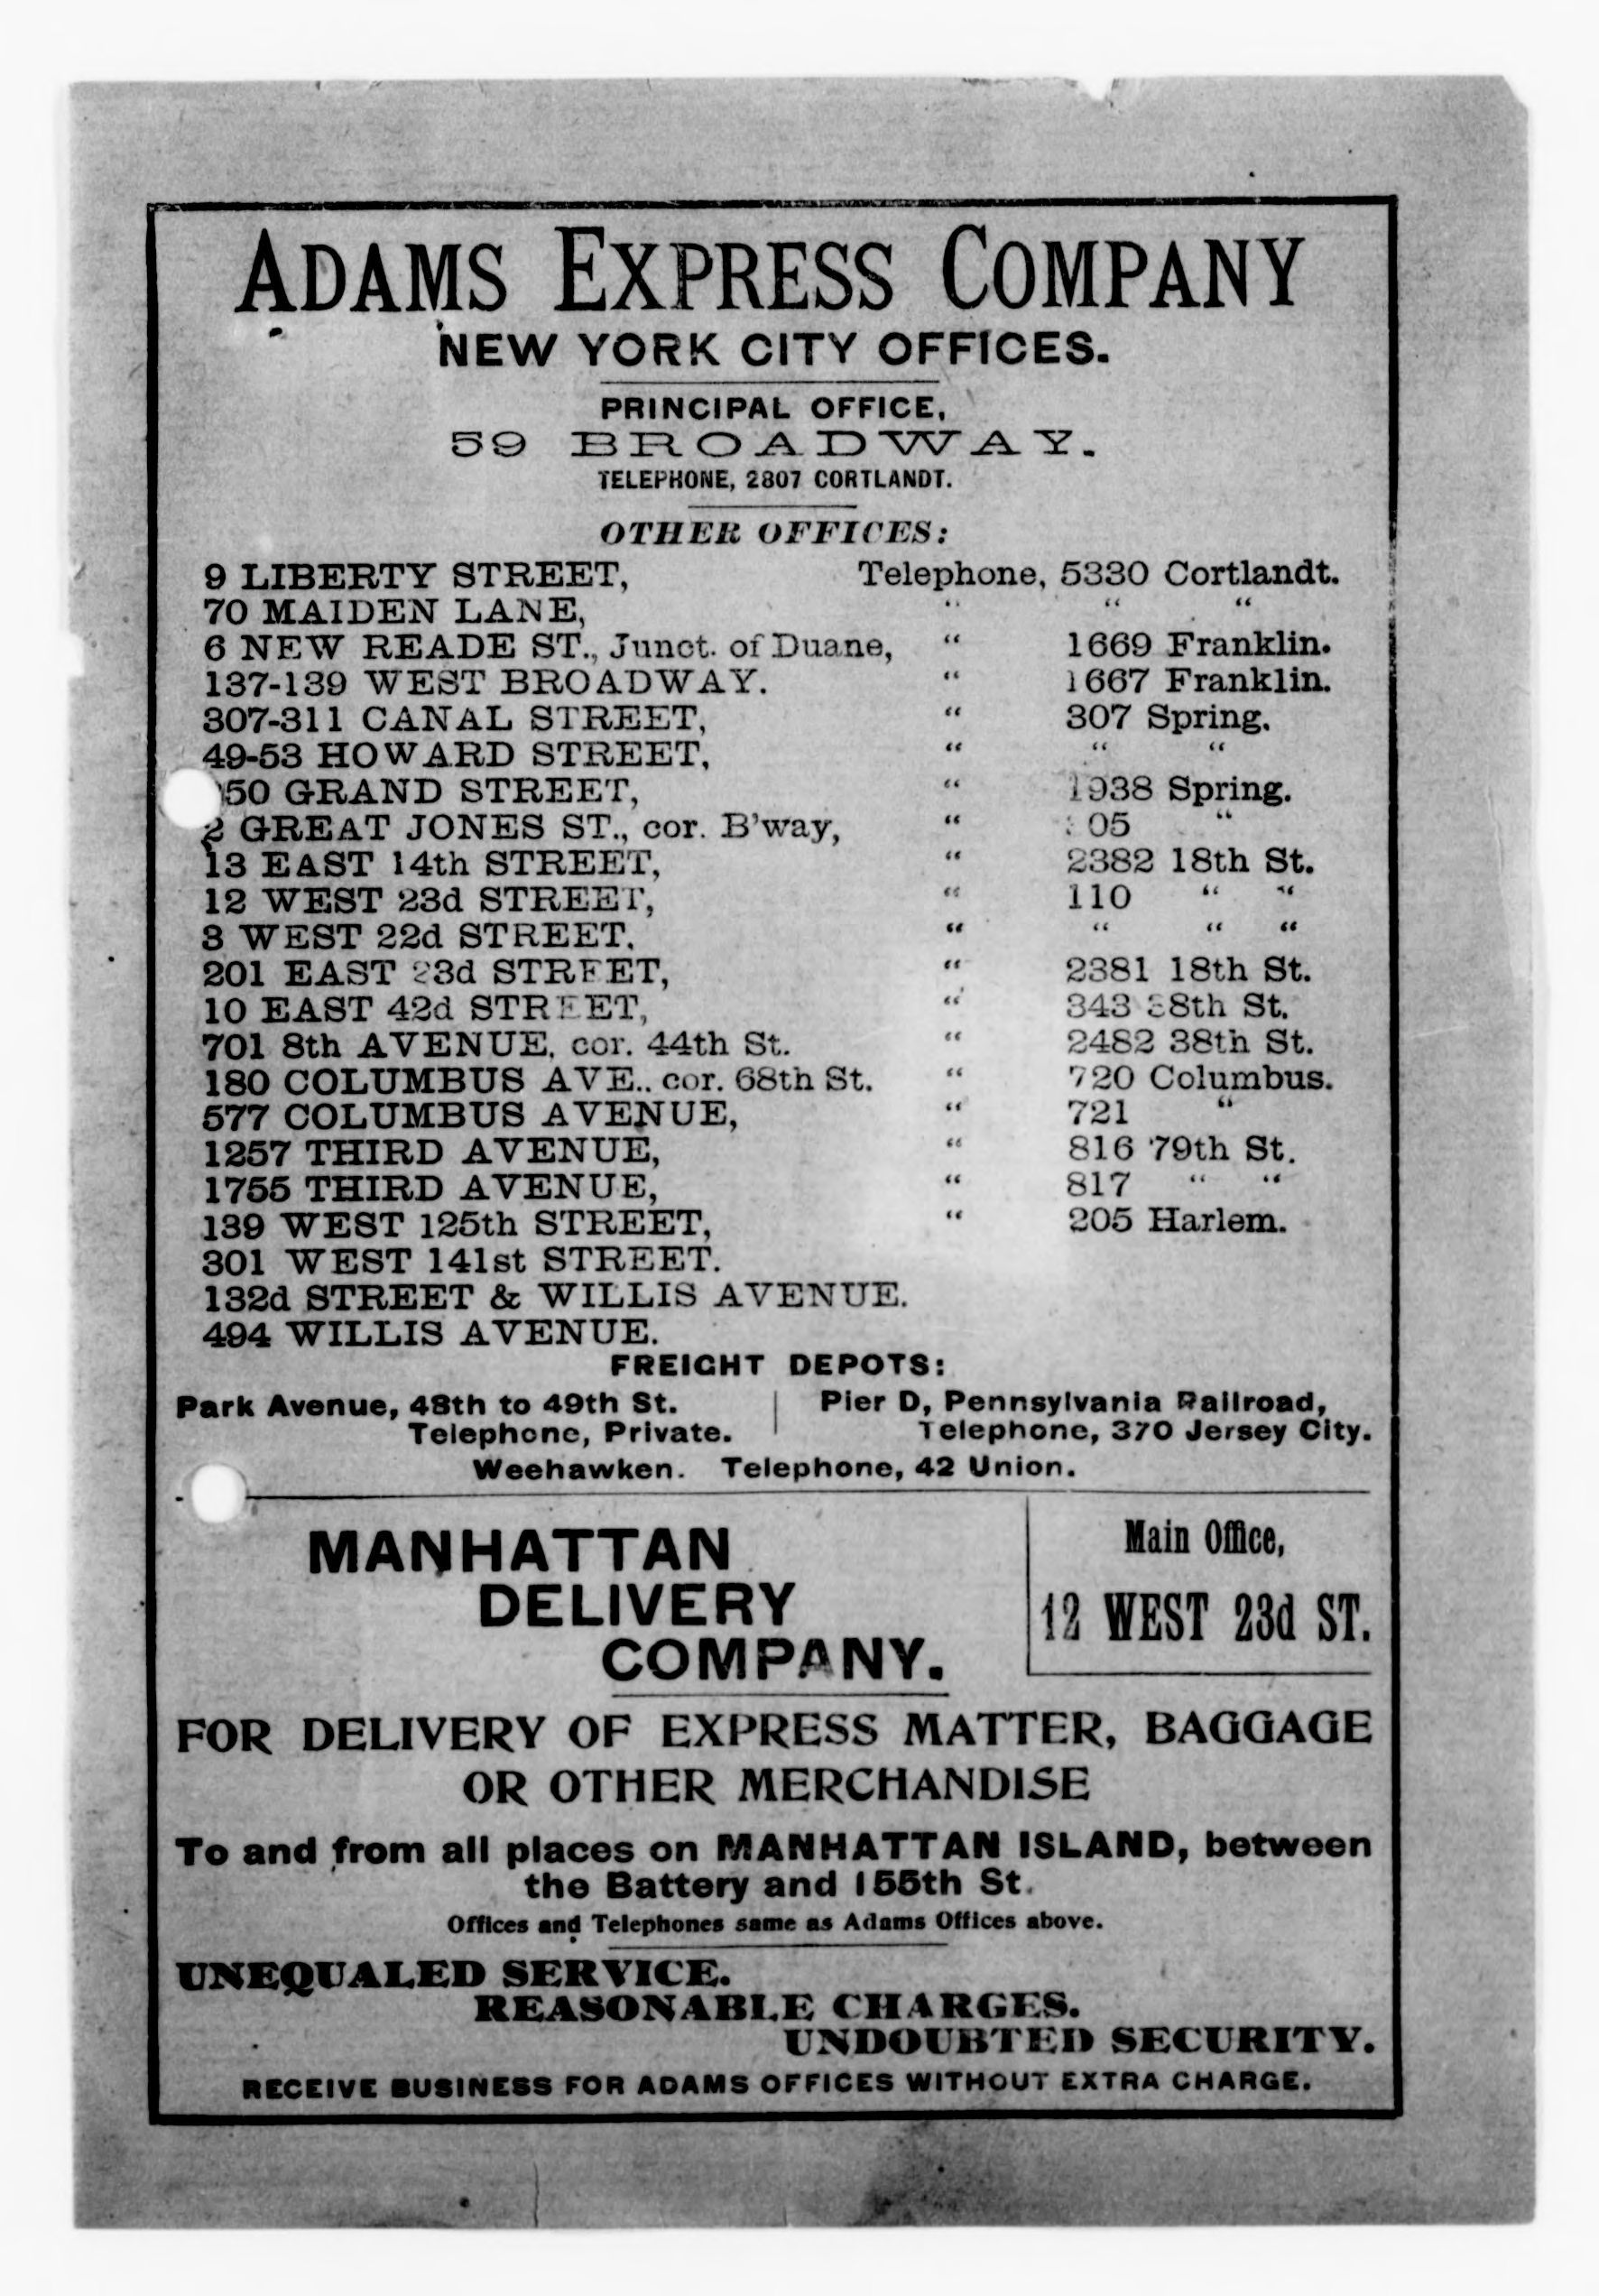 ADAMS EXPRESS COMPANY
NEW YORK CITY OFFICES.
PRINCIPAL OFFICE,
59 BROADWAY.
TELEPHONE, 2807 CORTLANDT.
OTHER OFFICES:
9 LIBERTY STREET, Telephone, 5330 Cortlandt.
70 MAIDEN LANE, “ “ “
6 NEW READE ST., Junct. of Duane, “ 1669 Franklin.
137-139 WEST BROADWAY. “ 1667 Franklin.
307-311 CANAL STREET, “ 307 Spring.
49-53 HOWARD STREET, “ “ “
GRAND STREET, “ 1938 Spring.
2 GREAT JONES ST., cor. B'way, “ “
13 EAST 14th STREET, “ 2382 18th St.
12 WEST 23d STREET, “ 110 “ “
3 WEST 22d STREET. “ “ “ “
201 EAST 23d STREET, “ 2381 18th St.
10 EAST 42d STREET, “ 343 38th St.
701 8th AVENUE, cor. 44th St. “ 2482 38th St.
180 COLUMBUS AVE., cor. 68th St. “ 720 Columbus.
577 COLUMBUS AVENUE, “ 721 “
1257 THIRD AVENUE, “ 816 79th St.
1755 THIRD AVENUE, “ 817 “ “
139 WEST 125th STREET, “ 205 Harlem.
301 WEST 141st STREET.
132d STREET & WILLIS AVENUE.
494 WILLIS AVENUE.
FREIGHT DEPOTS:
Park Avenue, 48th to 49th St.
Telephone, Private.
Pier D, Pennsylvania Railroad,
Telephone, 370 Jersey City.
Weehawken. Telephone, 42 Union.
MANHATTAN
DELIVERY
COMPANY.
Main Office,
12 WEST 23d ST.
FOR DELIVERY OF EXPRESS MATTER, BAGGAGE
OR OTHER MERCHANDISE
To and from all places on MANHATTAN ISLAND, between
the Battery and 155th St.
Offices and Telephones same as Adams Offices above.
UNEQUALED SERVICE.
REASONABLE CHARGES.
UNDOUBTED SECURITY.
RECEIVE BUSINESS FOR ADAMS OFFICES WITHOUT EXTRA CHARGE.